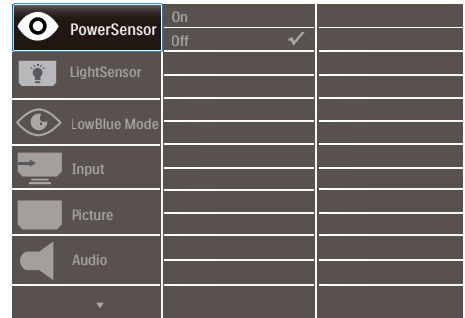 PowerSensor
On
Off
LightSensor
LowBlue Mode
Input
Picture
Audio